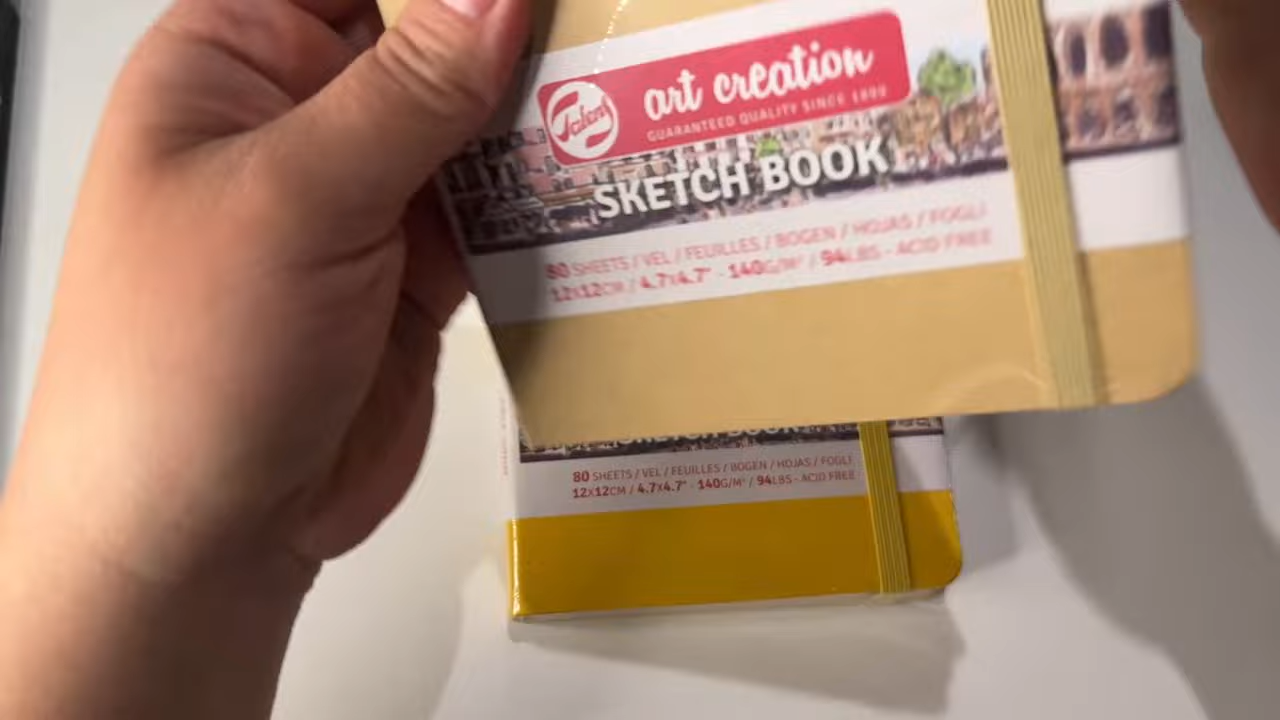 Talens
art creation
GUARANTEED QUALITY SINCE 1899
SKETCH BOOK
80 SHEETS / VEL / FEUILLES / BOGEN / HOJAS / FOGLI
12X12CM / 4.7X4.7" - 140G/M² / 94LBS - ACID FREE
SKETCH BOOK
80 SHEETS / VEL / FEUILLES / BOGEN / HOJAS / FOGLI
12X12CM / 4.7X4.7" - 140G/M² / 94LBS - ACID FREE